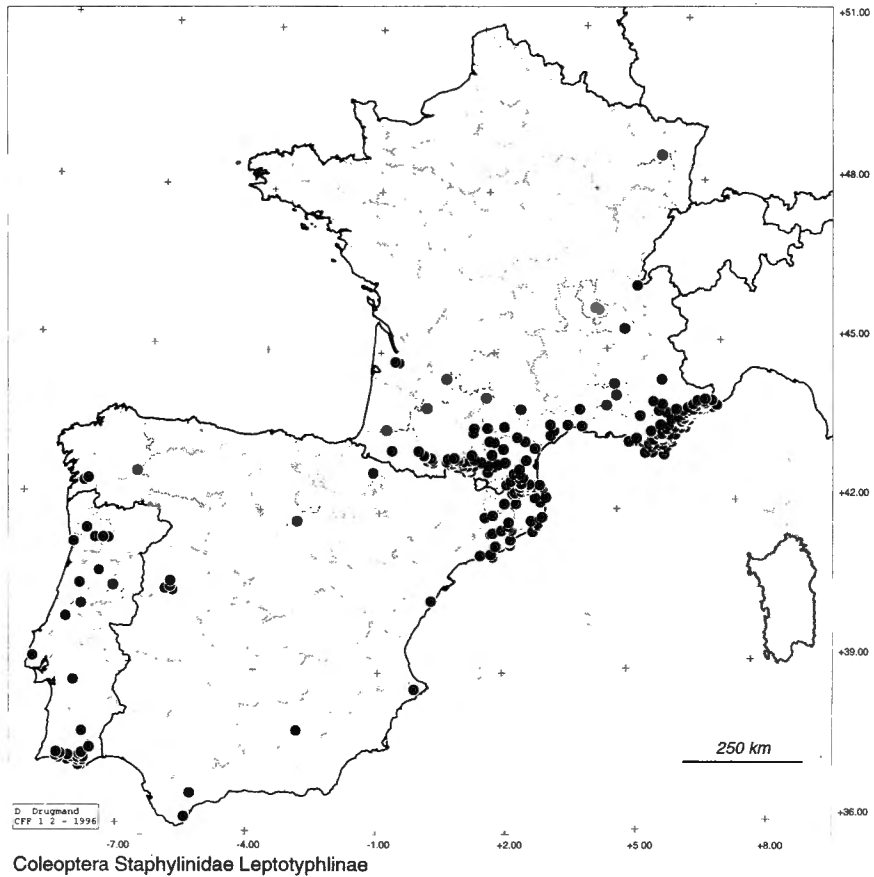 +51.00
+48.00
+45.00
+42.00
+39.00
250 km
+36.00
D Drugmand
CFF 1 2 - 1996
-7.00 -4.00 -1.00 +2.00 +5.00 +8.00
Coleoptera Staphylinidae Leptotyphlinae